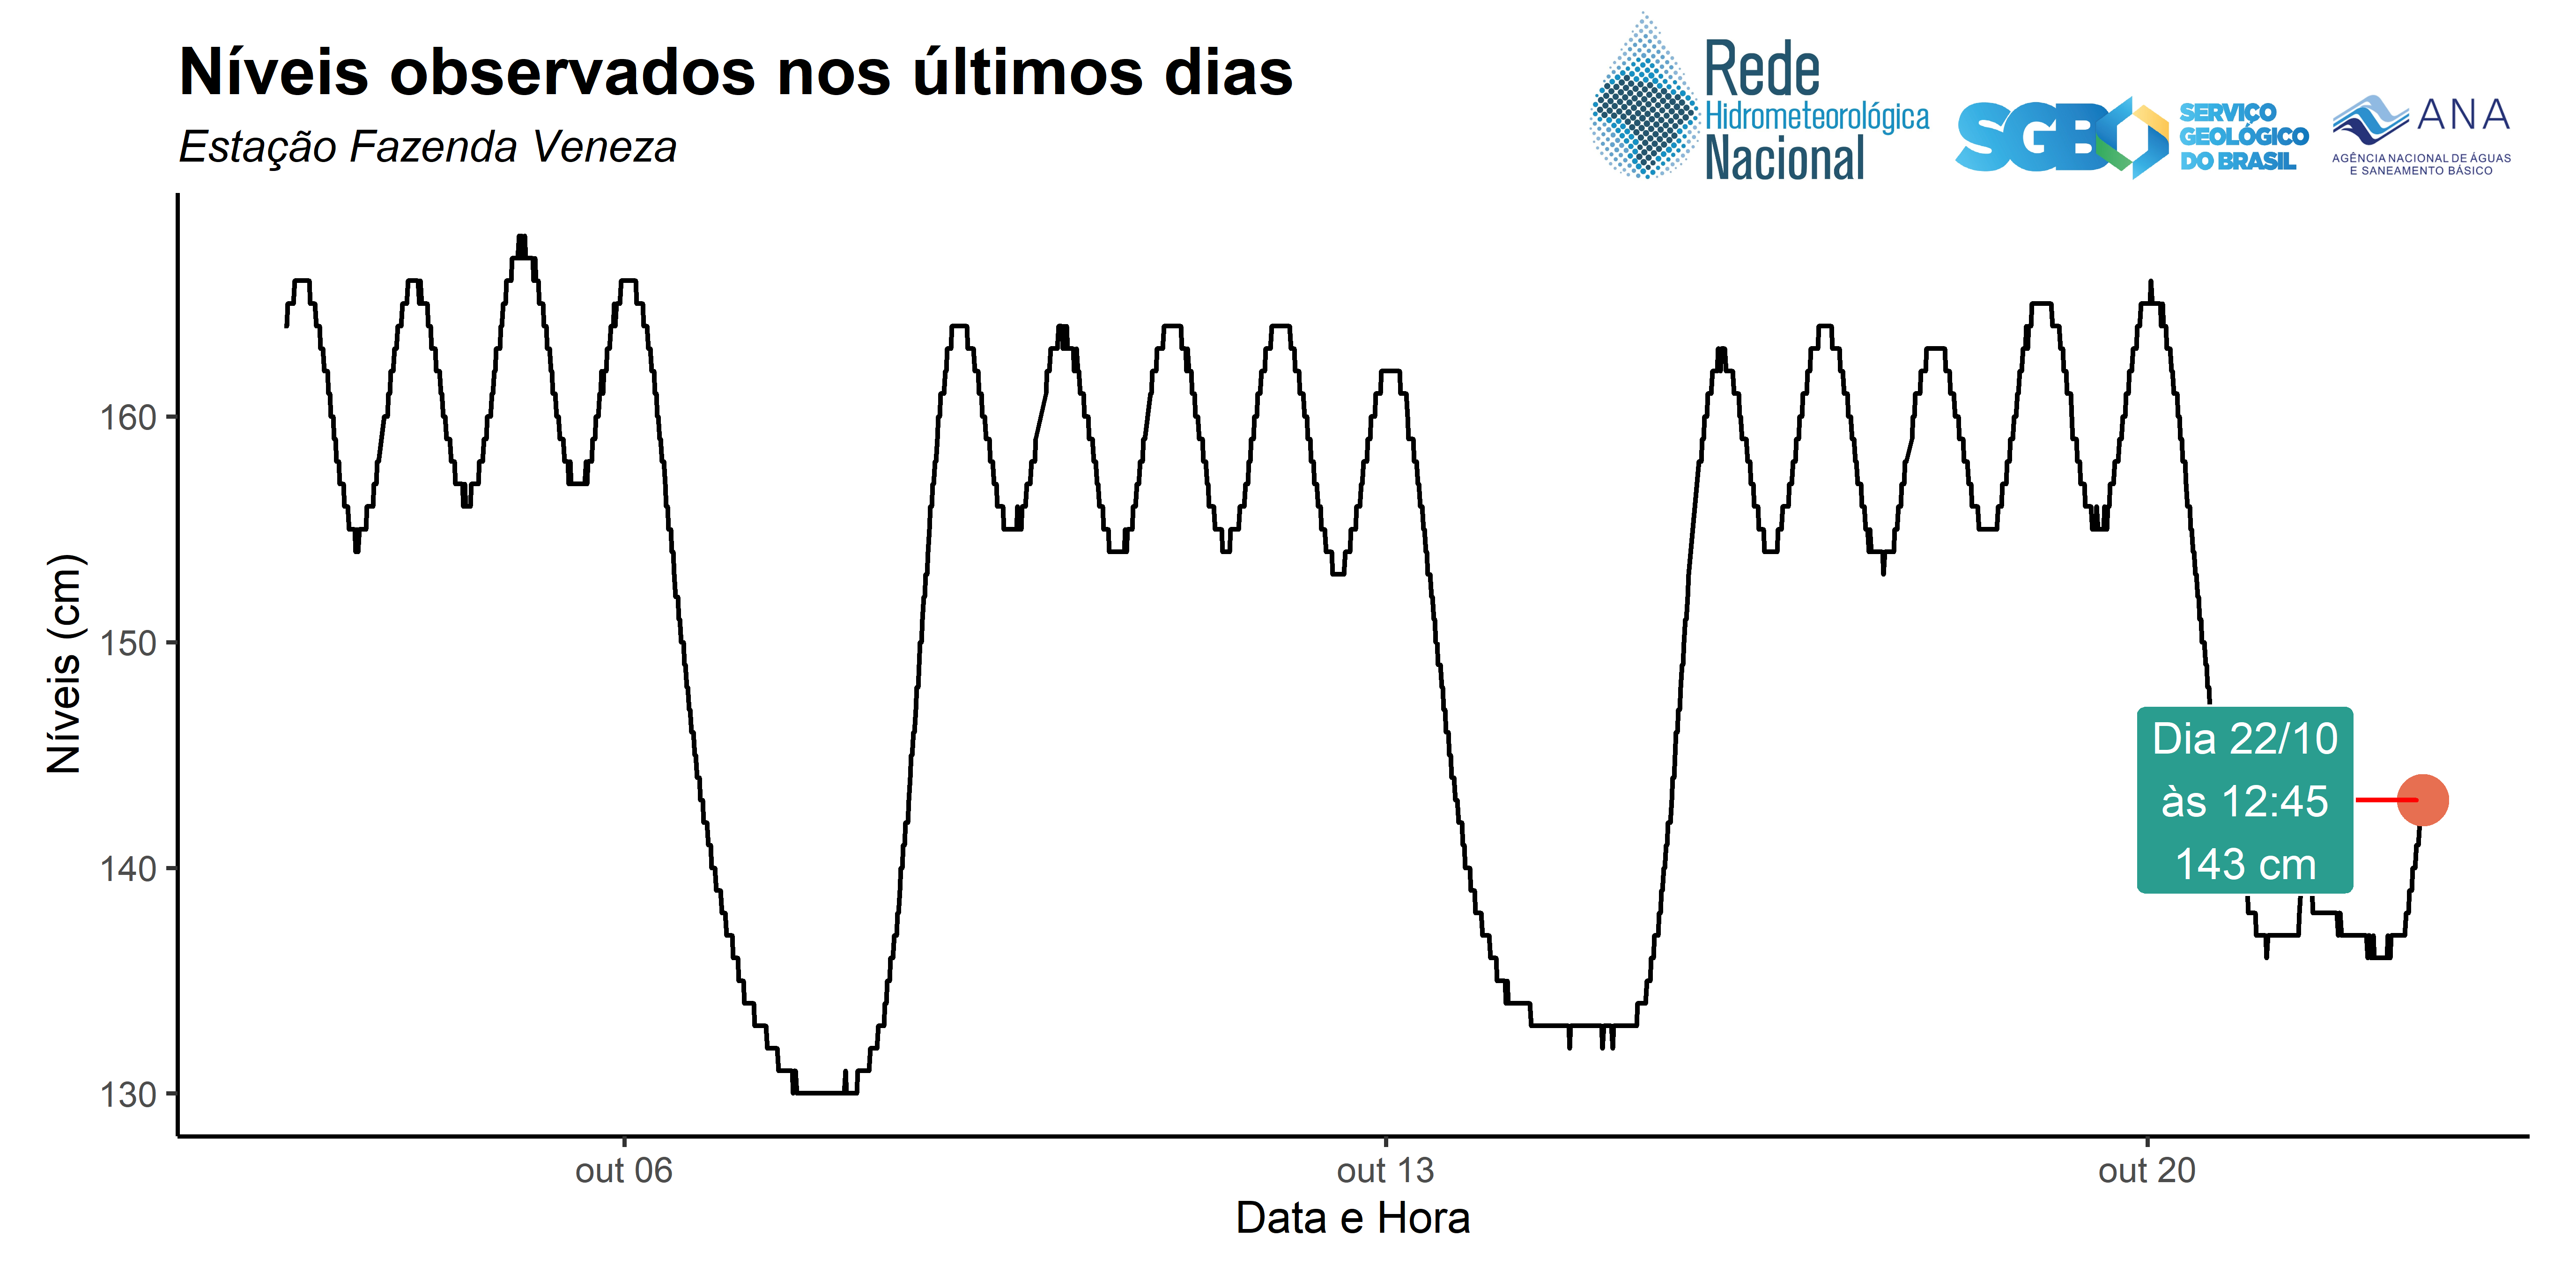 Níveis observados nos últimos dias
Estação Fazenda Veneza
Rede
Hidrometeorológica
Nacional
SGB
SERVIÇO
GEOLÓGICO
DO BRASIL
ANA
AGÊNCIA NACIONAL DE ÁGUAS
E SANEAMENTO BÁSICO
Níveis (cm)
160
150
140
130
Dia 22/10
às 12:45
143 cm
out 06
out 13
out 20
Data e Hora